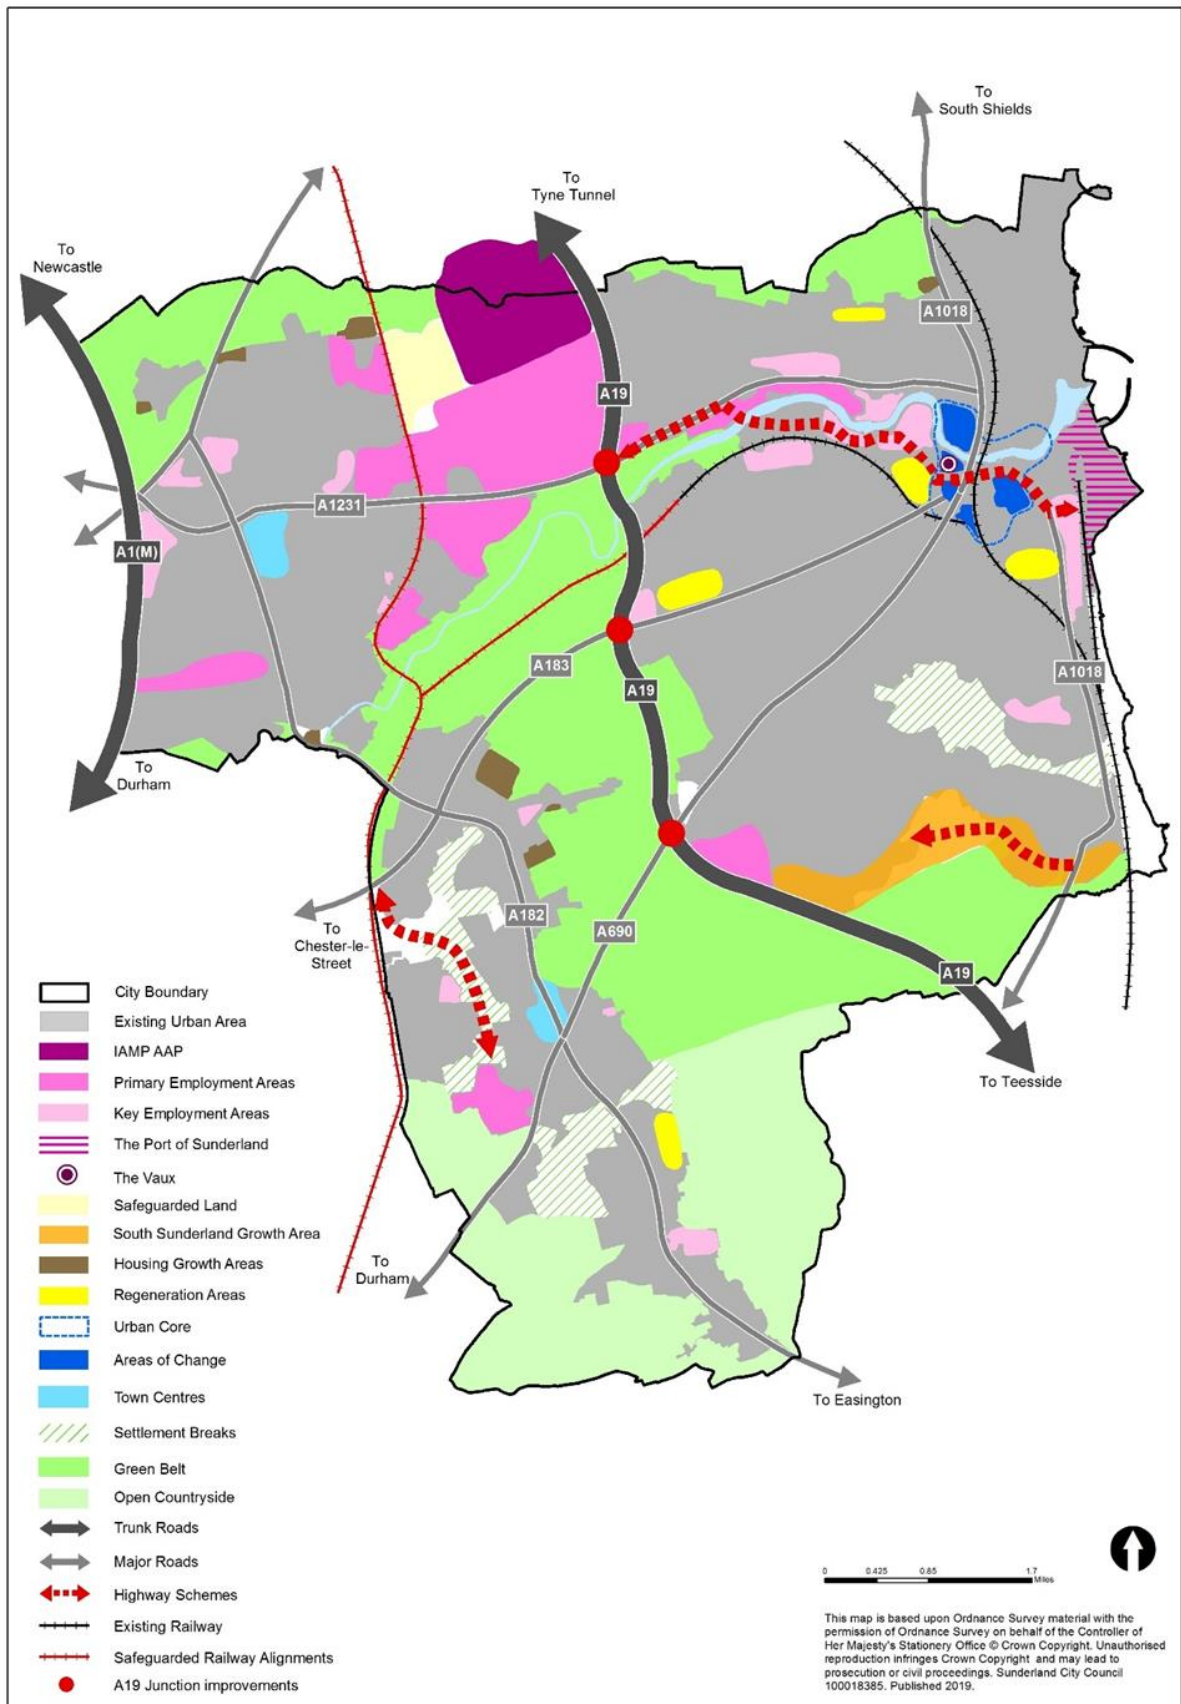 To
South Shields
To
Tyne Tunnel
To
Newcastle
A1018
A19
A1231
A1(M)
A183
A19
A1018
To
Durham
A182
A690
To
Chester-le-
Street
A19
To Teesside
To
Durham
To Easington
City Boundary
Existing Urban Area
IAMP AAP
Primary Employment Areas
Key Employment Areas
The Port of Sunderland
The Vaux
Safeguarded Land
South Sunderland Growth Area
Housing Growth Areas
Regeneration Areas
Urban Core
Areas of Change
Town Centres
Settlement Breaks
Green Belt
Open Countryside
Trunk Roads
Major Roads
Highway Schemes
Existing Railway
Safeguarded Railway Alignments
A19 Junction improvements
0 0.425 0.85 1.7
Miles
This map is based upon Ordnance Survey material with the
permission of Ordnance Survey on behalf of the Controller of
Her Majesty's Stationery Office © Crown Copyright. Unauthorised
reproduction infringes Crown Copyright and may lead to
prosecution or civil proceedings. Sunderland City Council
100018385. Published 2019.